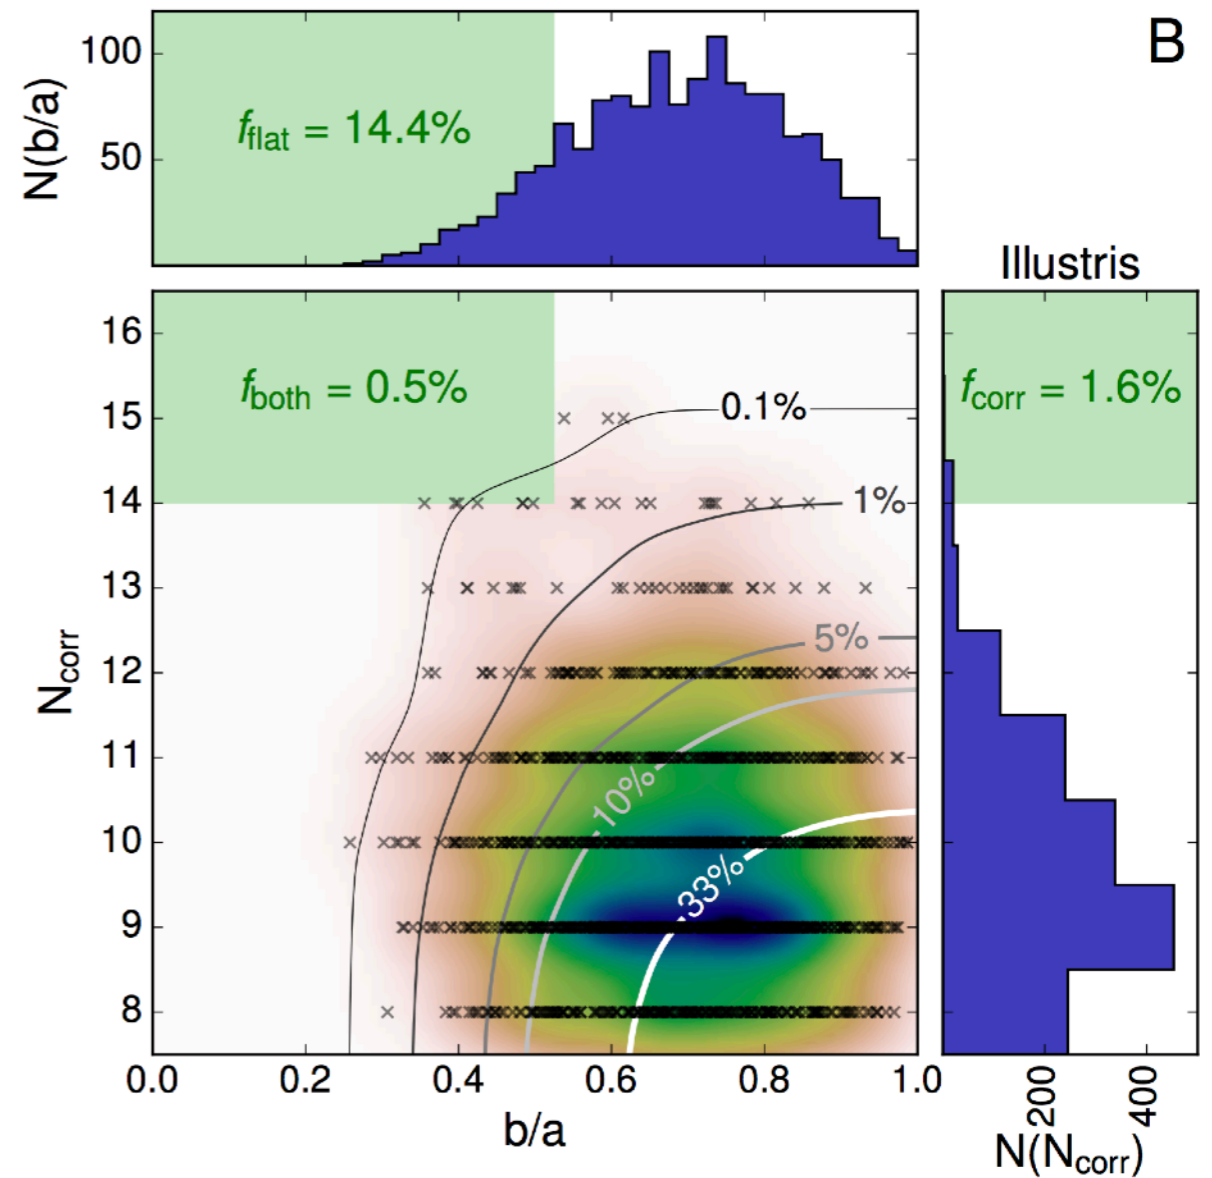 B
100
50
N(b/a)
f_flat = 14.4%
Illustris
16
15
14
13
12
11
10
9
8
N_corr
f_both = 0.5%
f_corr = 1.6%
0.1%
1%
5%
10%
33%
0.0 0.2 0.4 0.6 0.8 1.0
b/a
200 400
N(N_corr)